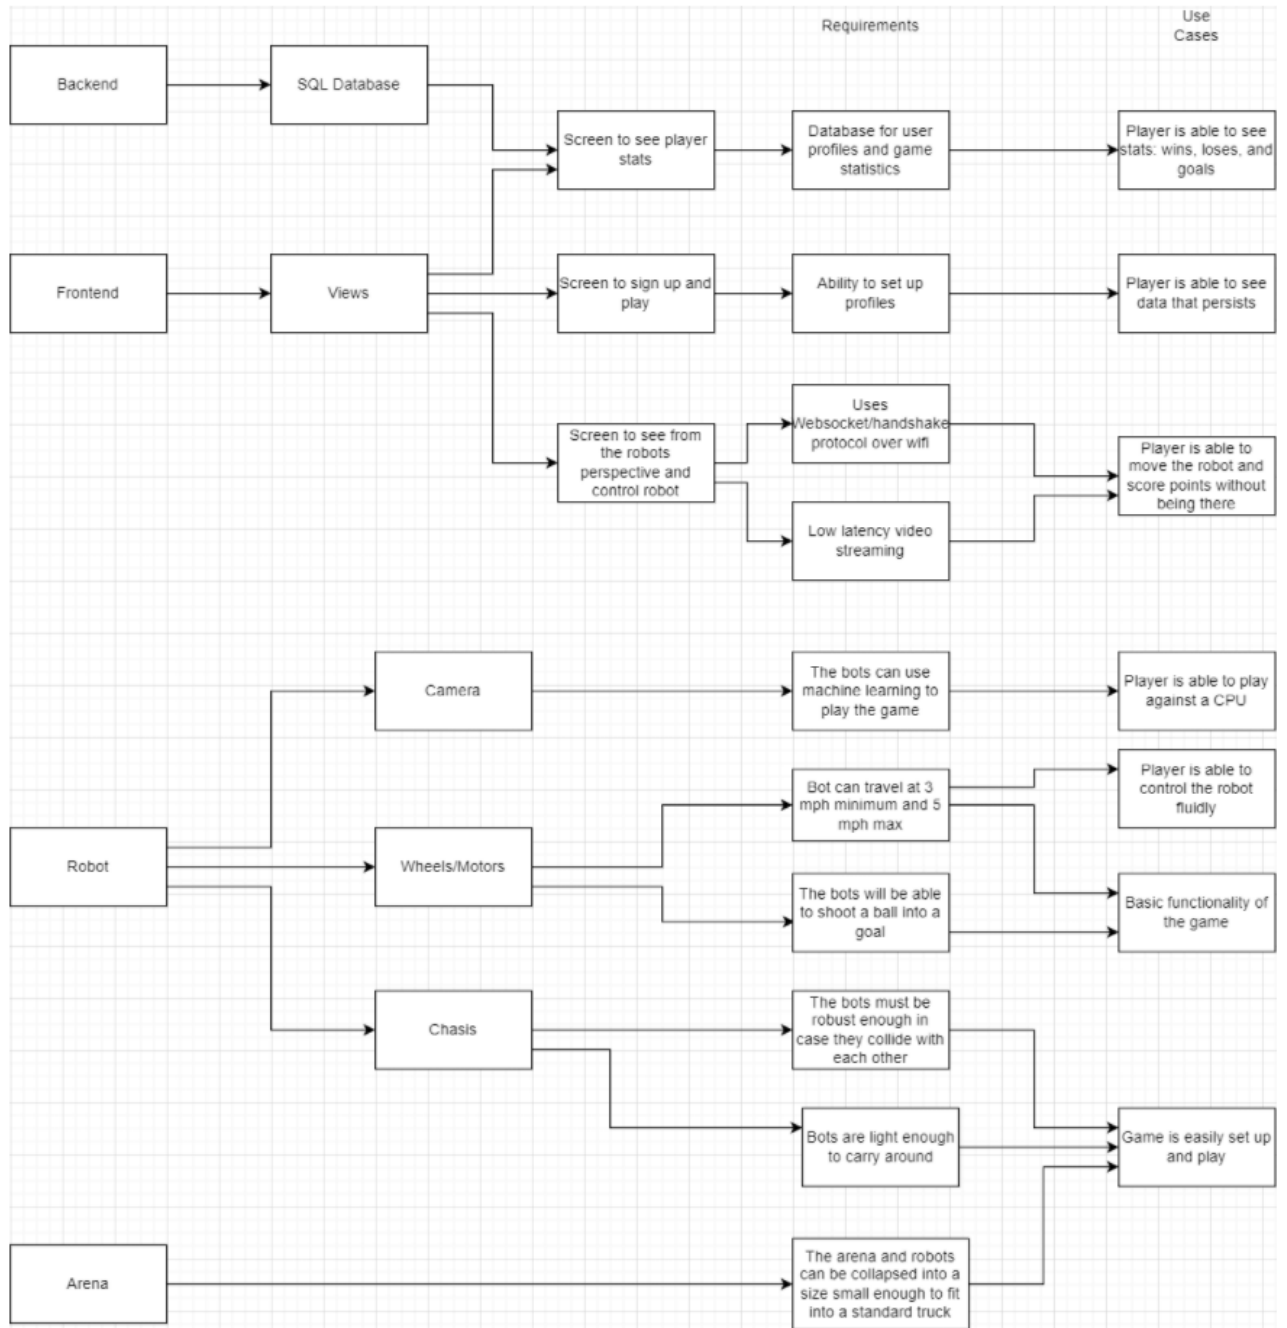 Requirements
Use
Cases
Backend
SQL Database
Screen to see player
stats
Database for user
profiles and game
statistics
Player is able to see
stats: wins, loses, and
goals
Frontend
Views
Screen to sign up and
play
Ability to set up
profiles
Player is able to see
data that persists
Screen to see from
the robots
perspective and
control robot
Uses
Websocket/handshake
protocol over wifi
Low latency video
streaming
Player is able to
move the robot and
score points without
being there
Robot
Camera
The bots can use
machine learning to
play the game
Player is able to play
against a CPU
Wheels/Motors
Bot can travel at 3
mph minimum and 5
mph max
Player is able to
control the robot
fluidly
The bots will be able
to shoot a ball into a
goal
Basic functionality of
the game
Chasis
The bots must be
robust enough in
case they collide with
each other
Bots are light enough
to carry around
Game is easily set up
and play
Arena
The arena and robots
can be collapsed into a
size small enough to fit
into a standard truck